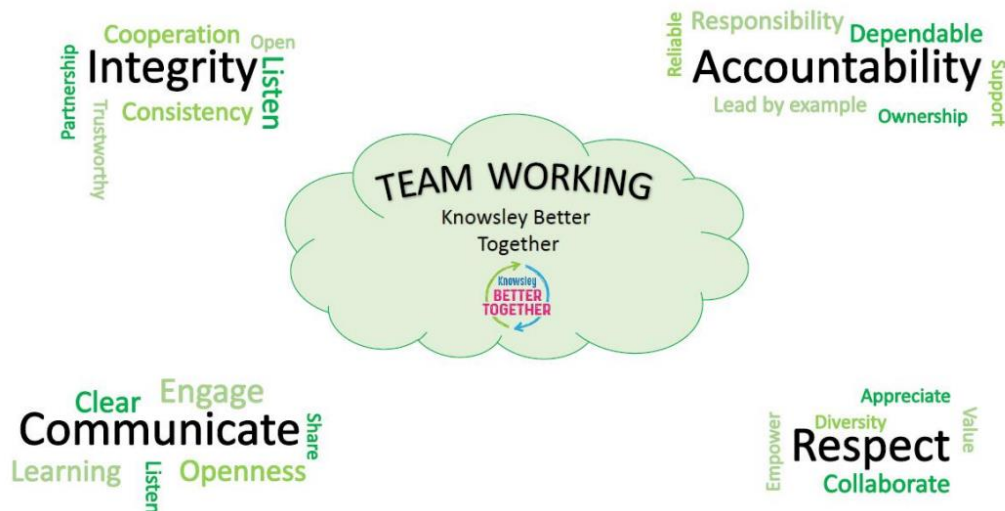 Cooperation
Open
Partnership
Integrity
Listen
Trustworthy
Consistency
Reliable
Responsibility
Dependable
Accountability
Support
Lead by example
Ownership
TEAM WORKING
Knowsley Better
Together
Knowsley
BETTER
TOGETHER
Clear
Engage
Communicate
Share
Learning
Listen
Openness
Appreciate
Empower
Diversity
Value
Respect
Collaborate